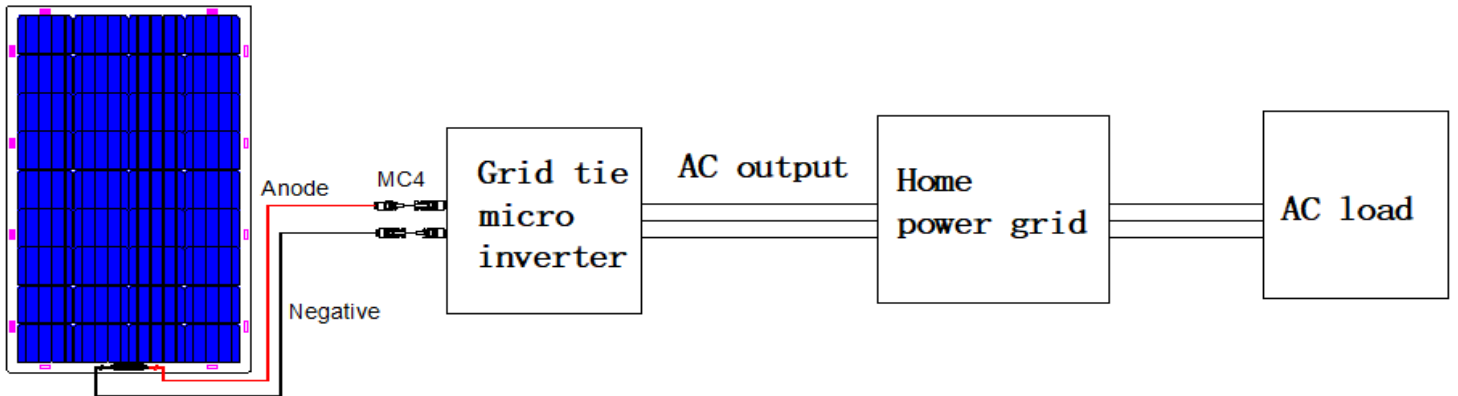 Anode
MC4
Negative
Grid tie
micro
inverter
AC output
Home
power grid
AC load